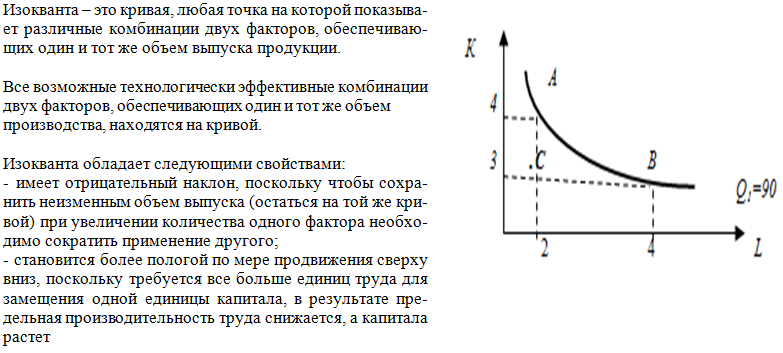 Изокванта – это кривая, любая точка на которой показыва-
ет различные комбинации двух факторов, обеспечивающе-
щих один и тот же объем выпуска продукции.
Все возможные технологически эффективные комбинации
двух факторов, обеспечивающих один и тот же объем
производства, находятся на кривой.
Изокванта обладает следующими свойствами:
- имеет отрицательный наклон, поскольку чтобы сохра-
нить неизменным объем выпуска (остаться на той же кри-
вой) при увеличении количества одного фактора необхо-
димо сократить применение другого;
- становится более пологой по мере продвижения сверху
вниз, поскольку требуется все больше единиц труда для
замещения одной единицы капитала, в результате пре-
дельная производительность труда снижается, а капитала
растет
K
A
4
.C
B
3
Q₁=90
2
4
L